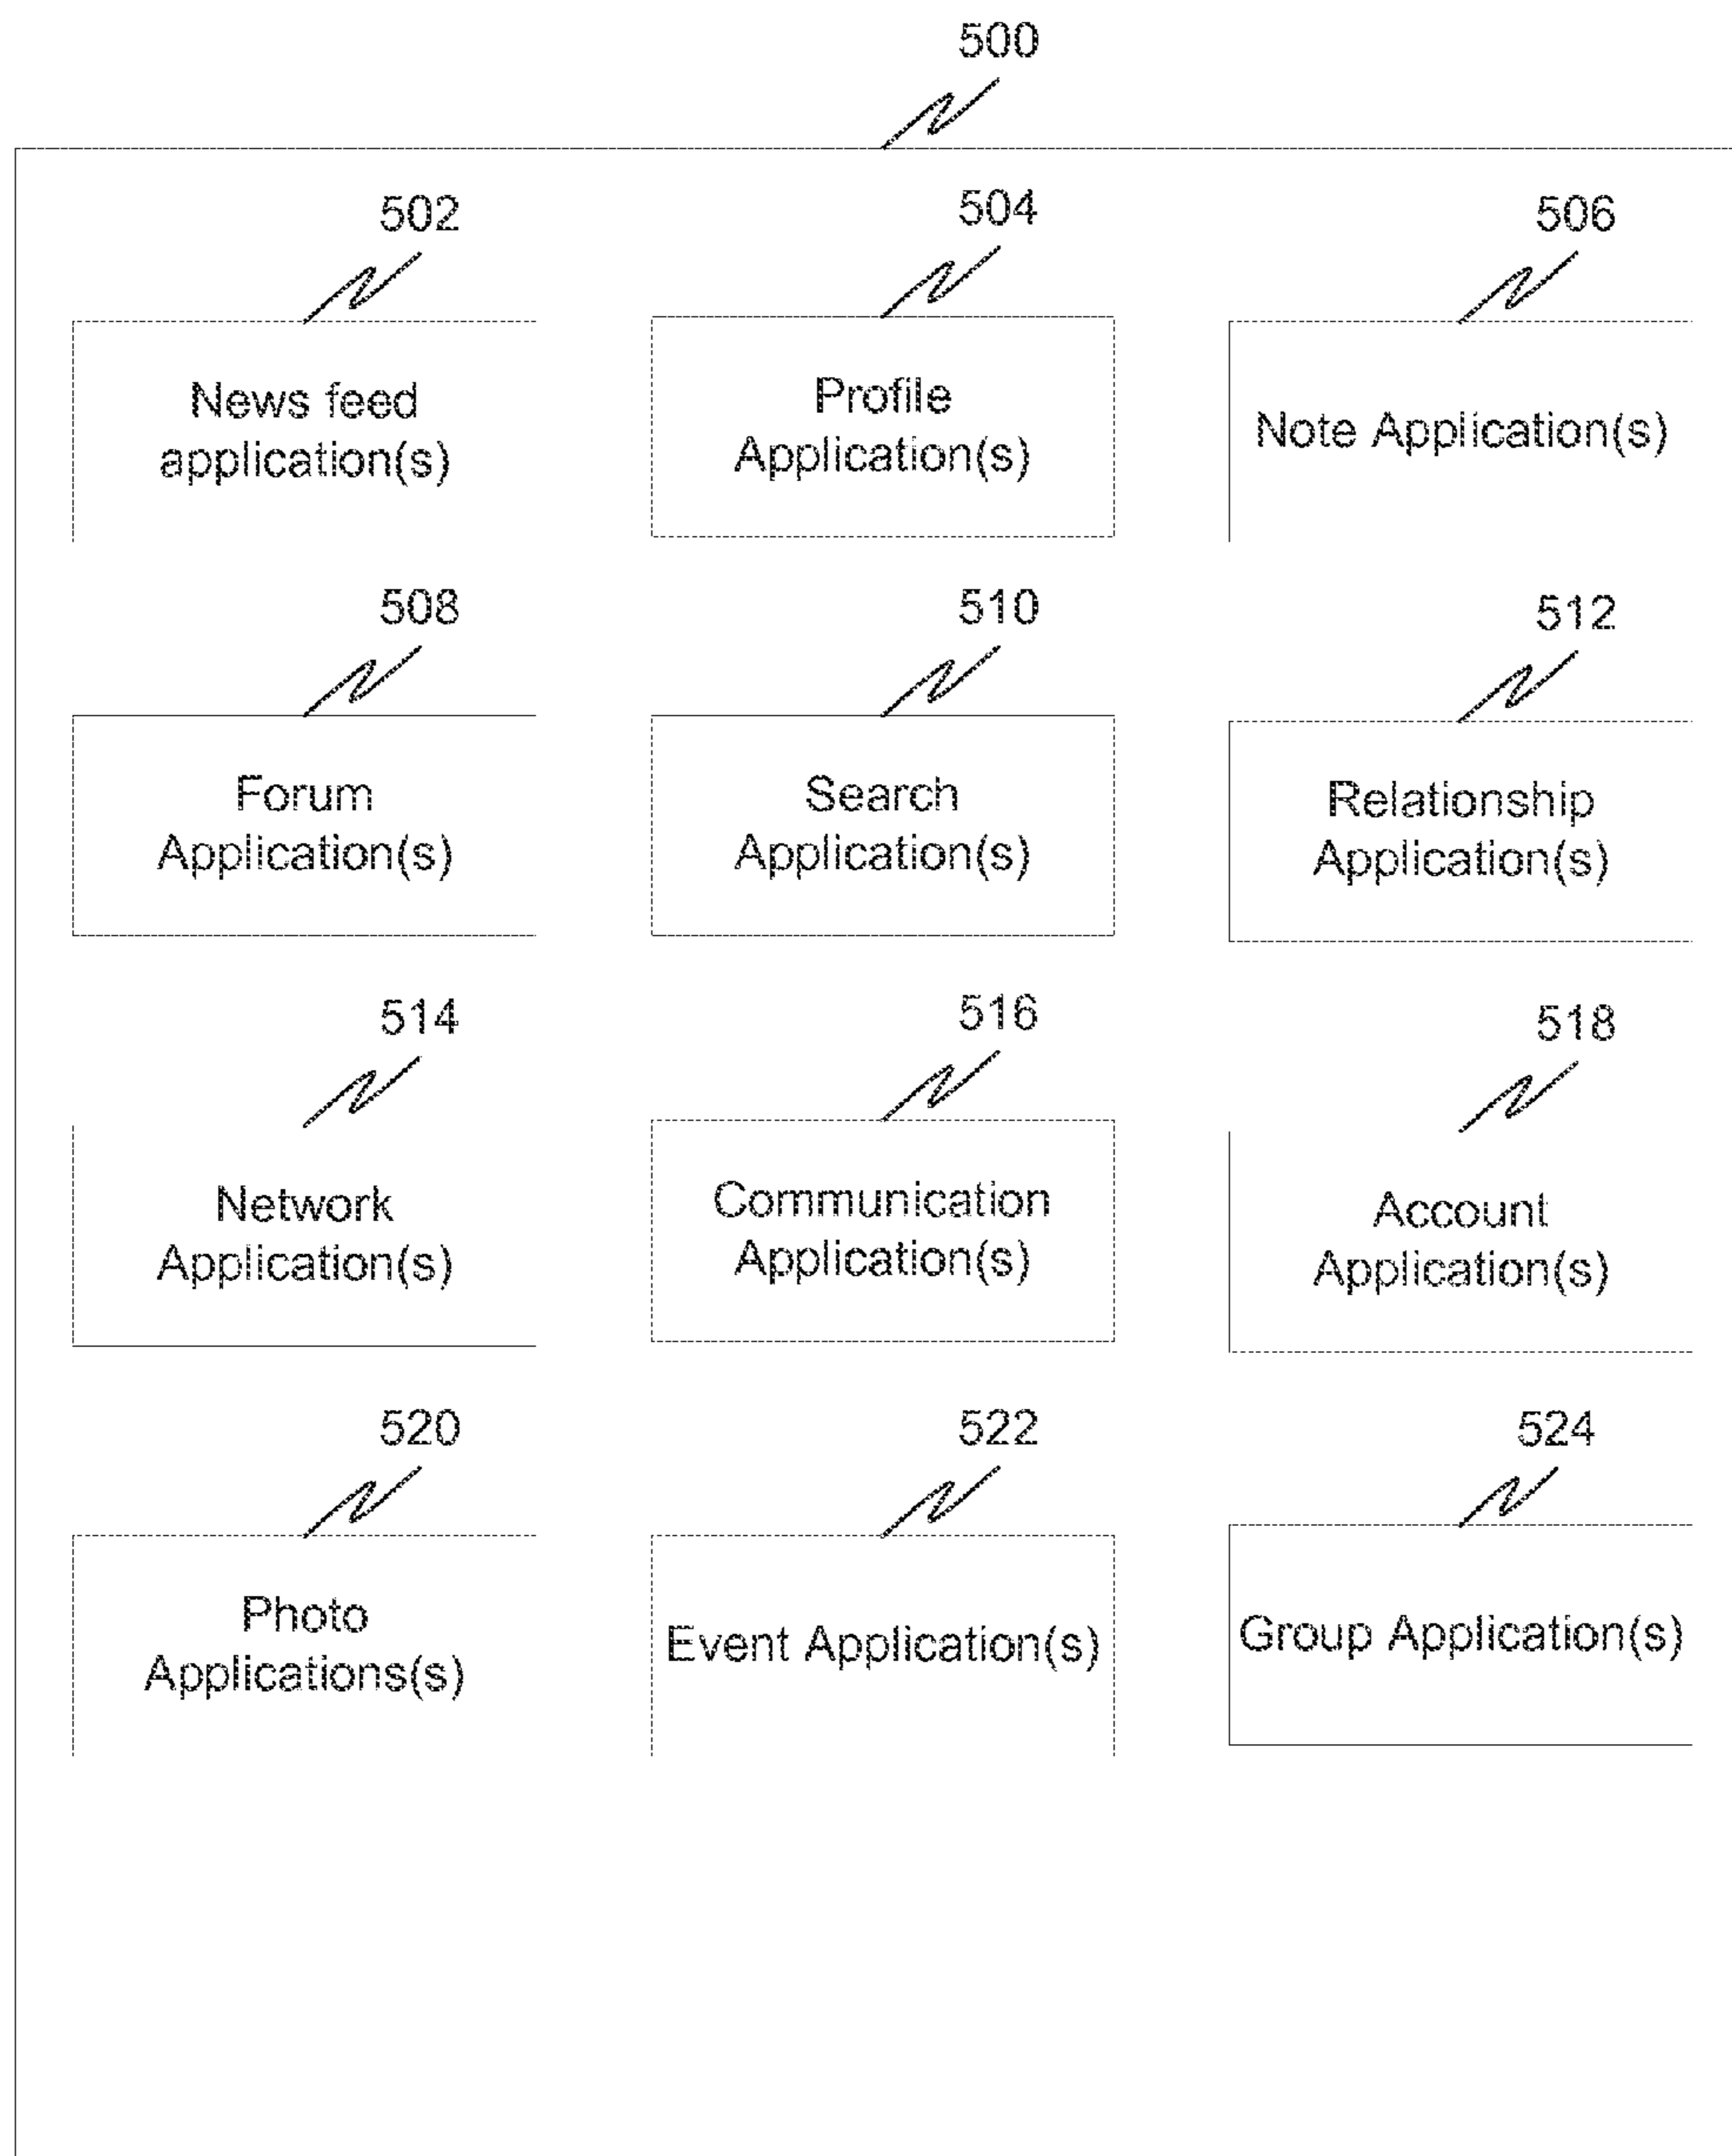 500
502
504
506
News feed
application(s)
Profile
Application(s)
Note Application(s)
508
510
512
Forum
Application(s)
Search
Application(s)
Relationship
Application(s)
514
516
518
Network
Application(s)
Communication
Application(s)
Account
Application(s)
520
522
524
Photo
Applications(s)
Event Application(s)
Group Application(s)